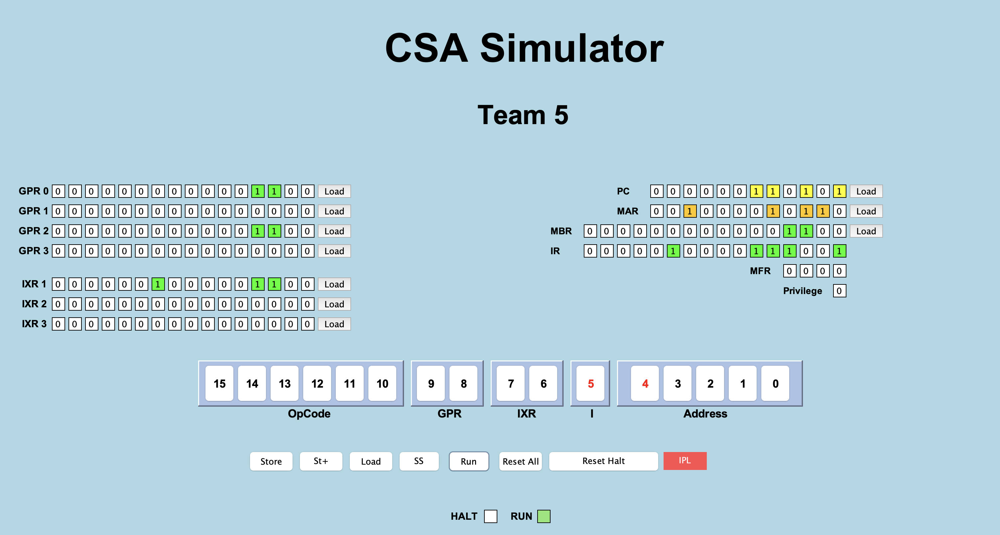 CSA Simulator
Team 5
GPR 0 0 0 0 0 0 0 0 0 0 0 0 0 1 1 0 0 Load
GPR 1 0 0 0 0 0 0 0 0 0 0 0 0 0 0 0 0 Load
GPR 2 0 0 0 0 0 0 0 0 0 0 0 0 1 1 0 0 Load
GPR 3 0 0 0 0 0 0 0 0 0 0 0 0 0 0 0 0 Load
IXR 1 0 0 0 0 0 0 1 0 0 0 0 0 1 1 0 0 Load
IXR 2 0 0 0 0 0 0 0 0 0 0 0 0 0 0 0 0 Load
IXR 3 0 0 0 0 0 0 0 0 0 0 0 0 0 0 0 0 Load
PC 0 0 0 0 0 0 1 1 0 1 0 1 Load
MAR 0 0 1 0 0 0 0 1 0 1 1 0 Load
MBR 0 0 0 0 0 0 0 0 0 0 0 0 1 1 0 0 Load
IR 0 0 0 0 0 1 0 0 0 0 1 1 1 0 0 1
MFR 0 0 0 0
Privilege 0
15 14 13 12 11 10 9 8 7 6 5 4 3 2 1 0
OpCode GPR IXR I Address
Store St+ Load SS Run Reset All Reset Halt IPL
HALT RUN